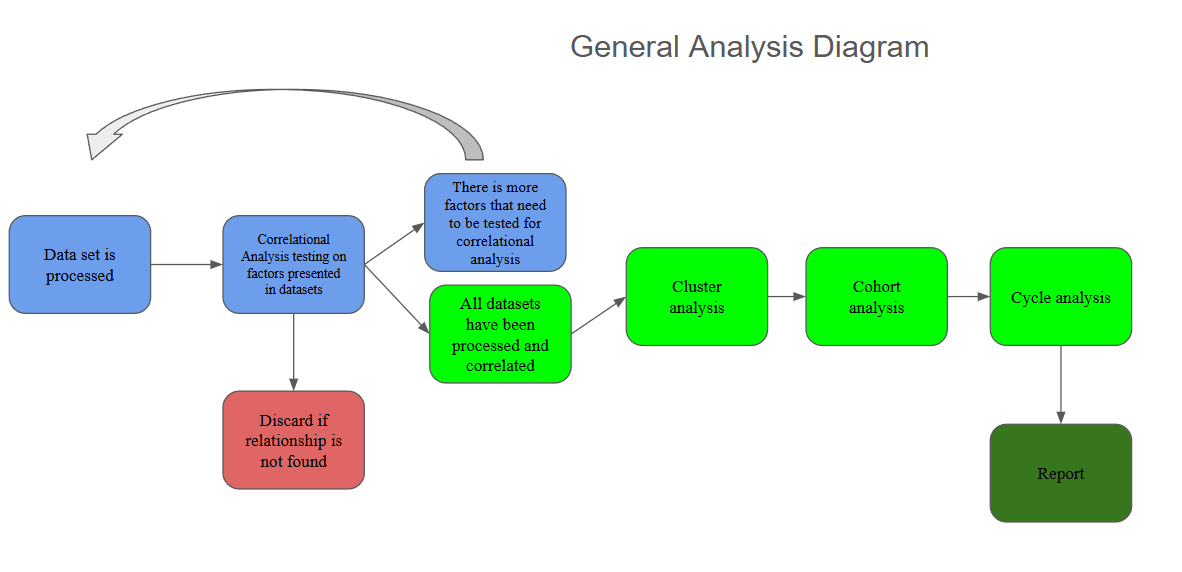 General Analysis Diagram
There is more
factors that need
to be tested for
correlational
analysis
Data set is
processed
Correlational
Analysis testing on
factors presented
in datasets
All datasets
have been
processed and
correlated
Cluster
analysis
Cohort
analysis
Cycle analysis
Discard if
relationship is
not found
Report